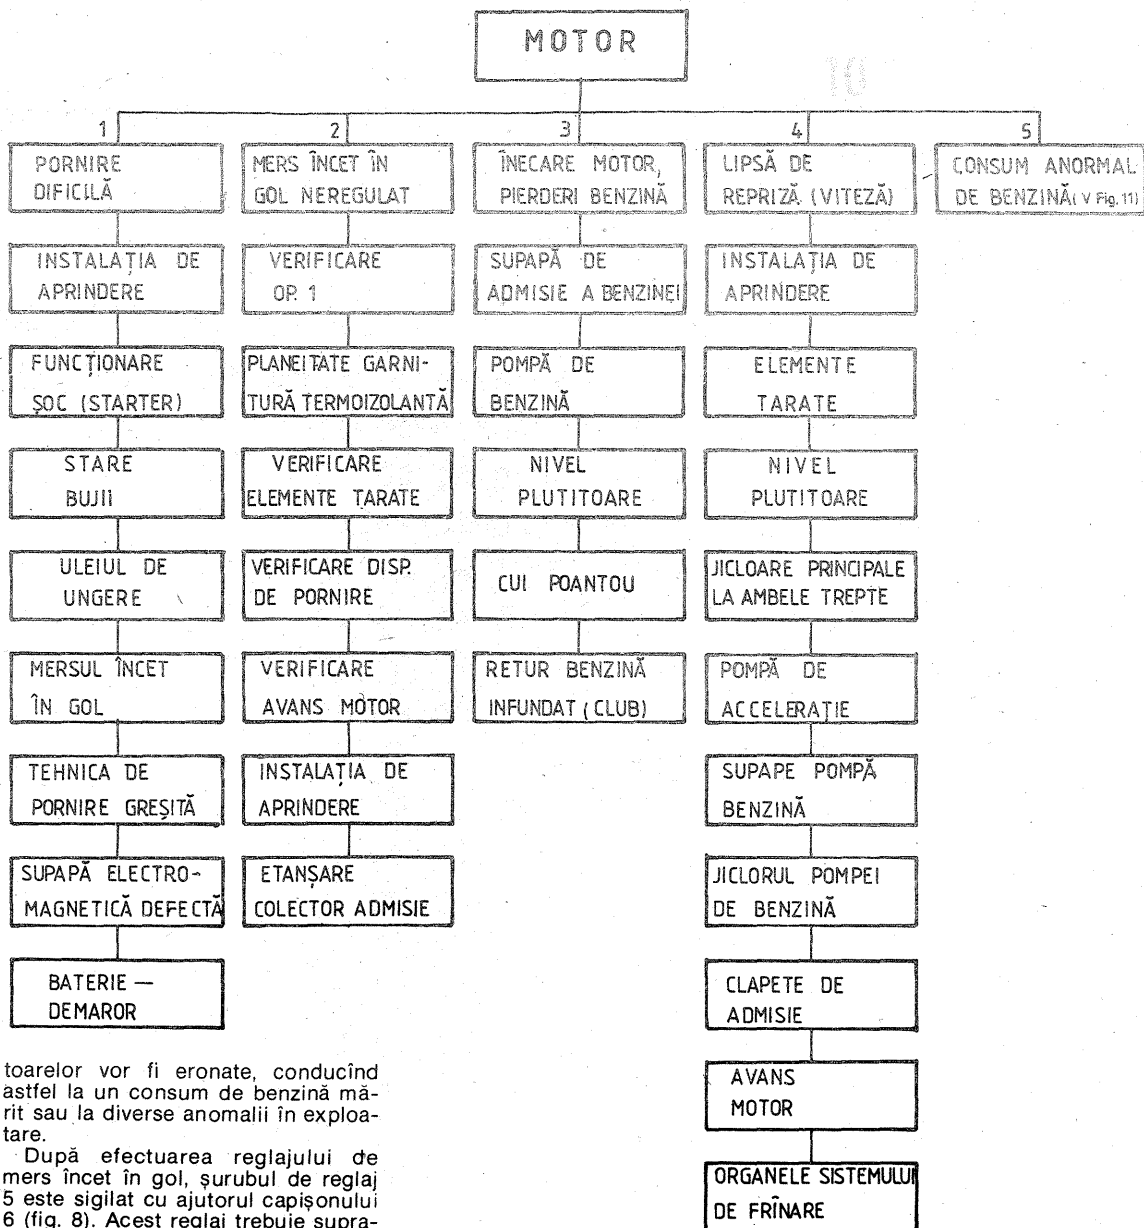 MOTOR
1
PORNIRE
DIFICILĂ
INSTALAȚIA DE
APRINDERE
FUNCȚIONARE
ȘOC (STARTER)
STARE
BUJII
ULEIUL DE
UNGERE
MERSUL ÎNCET
ÎN GOL
TEHNICA DE
PORNIRE GREȘITĂ
SUPAPĂ ELECTRO-
MAGNETICĂ DEFECTĂ
BATERIE —
DEMAROR
2
MERS ÎNCET ÎN
GOL NEREGULAT
VERIFICARE
OP. 1
PLANEITATE GARNI-
TURĂ TERMOIZOLANTĂ
VERIFICARE
ELEMENTE TARATE
VERIFICARE DISP.
DE PORNIRE
VERIFICARE
AVANS MOTOR
INSTALAȚIA DE
APRINDERE
ETANȘARE
COLECTOR ADMISIE
3
ÎNECARE MOTOR,
PIERDERI BENZINĂ
SUPAPĂ DE
ADMISIE A BENZINEI
POMPĂ DE
BENZINĂ
NIVEL
PLUTITOARE
CUI POANTOU
RETUR BENZINĂ
INFUNDAT (CLUB)
4
LIPSĂ DE
REPRIZĂ (VITEZĂ)
INSTALAȚIA DE
APRINDERE
ELEMENTE
TARATE
NIVEL
PLUTITOARE
JICLOARE PRINCIPALE
LA AMBELE TREPTE
POMPĂ DE
ACCELERAȚIE
SUPAPE POMPĂ
BENZINĂ
JICLORUL POMPEI
DE BENZINĂ
CLAPETE DE
ADMISIE
AVANS
MOTOR
ORGANELE SISTEMULUI
DE FRÎNARE
5
CONSUM ANORMAL
DE BENZINĂ (V Fig. 11)
toarelor vor fi eronate, conducînd
astfel la un consum de benzină mă-
rit sau la diverse anomalii în exploa-
tare.
După efectuarea reglajului de
mers încet în gol, șurubul de reglaj
5 este sigilat cu ajutorul capișonului
6 (fig. 8). Acest reglaj trebuie supra-